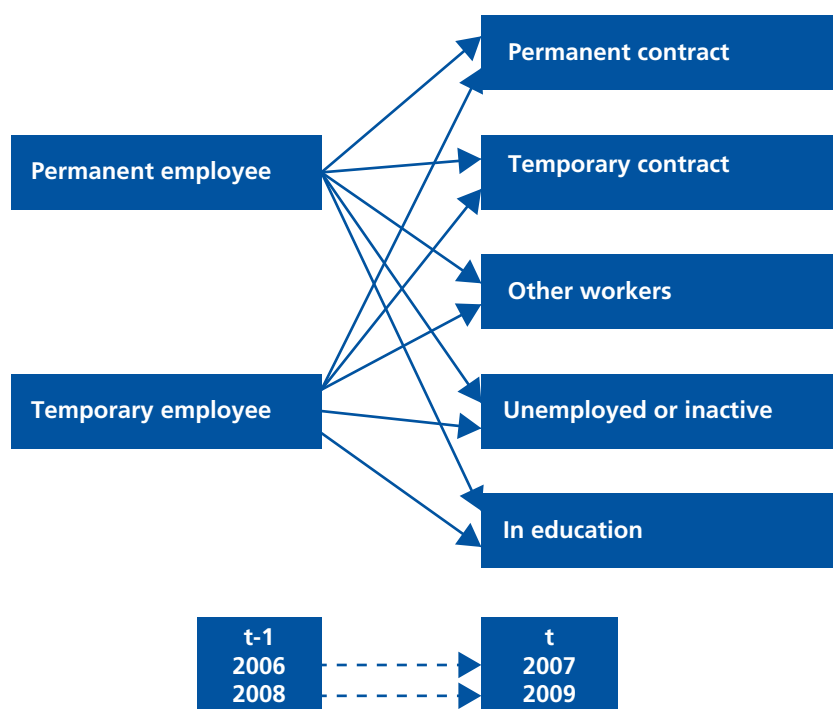 Permanent contract
Permanent employee
Temporary contract
Other workers
Temporary employee
Unemployed or inactive
In education
t-1
2006
2008
t
2007
2009